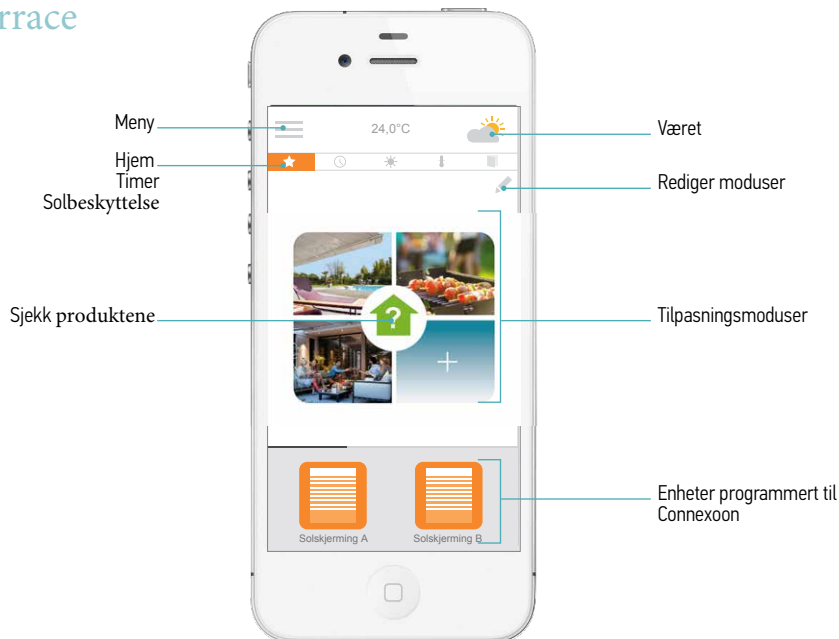 rrace
Meny
Hjem
Timer
Solbeskyttelse
Sjekk produktene
24,0°C
?
Solskjerming A
Solskjerming B
Været
Rediger moduser
Tilpasningsmoduser
Enheter programmert til
Connexoon